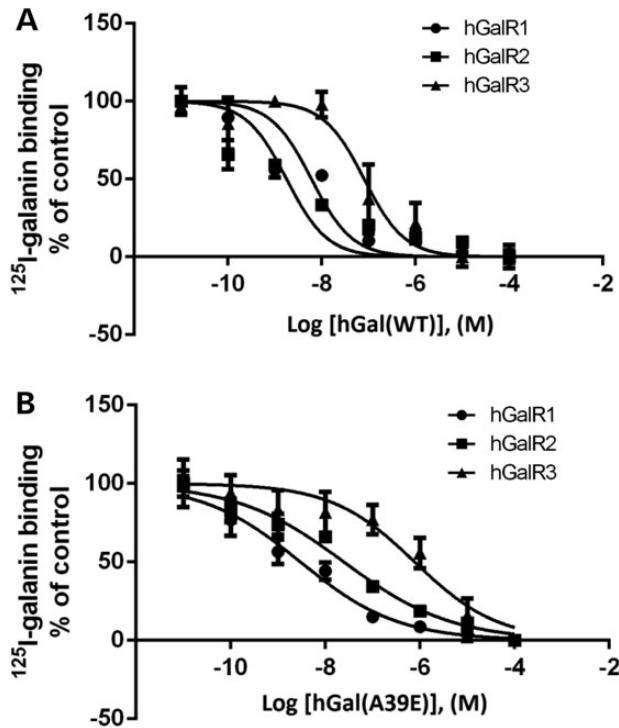 A
150
100
50
0
-50
125I-galanin binding
% of control
hGalR1
hGalR2
hGalR3
-10 -8 -6 -4 -2
Log [hGal(WT)], (M)
B
150
100
50
0
-50
125I-galanin binding
% of control
hGalR1
hGalR2
hGalR3
-10 -8 -6 -4 -2
Log [hGal(A39E)], (M)